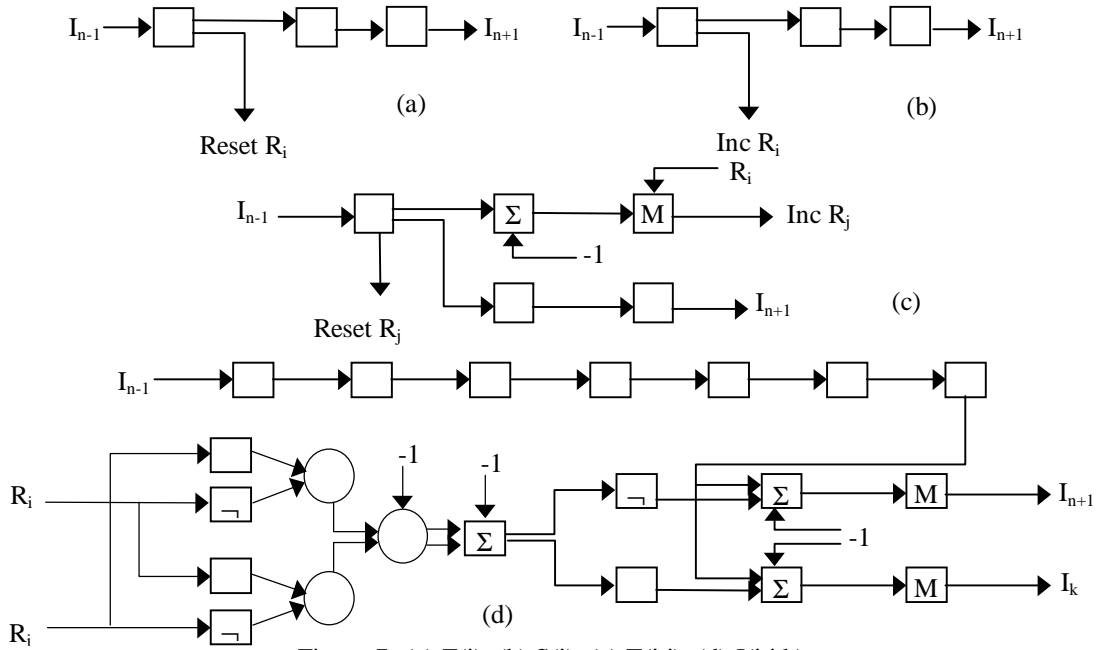 I_{n-1} I_{n+1} I_{n-1} I_{n+1}
(a) (b)
Reset R_i Inc R_i
R_i
I_{n-1} Σ M Inc R_j
-1
Reset R_j I_{n+1} (c)
I_{n-1}
-1 -1
R_i ¬ ¬ Σ M I_{n+1}
Σ -1
¬ Σ M I_k
R_j (d)